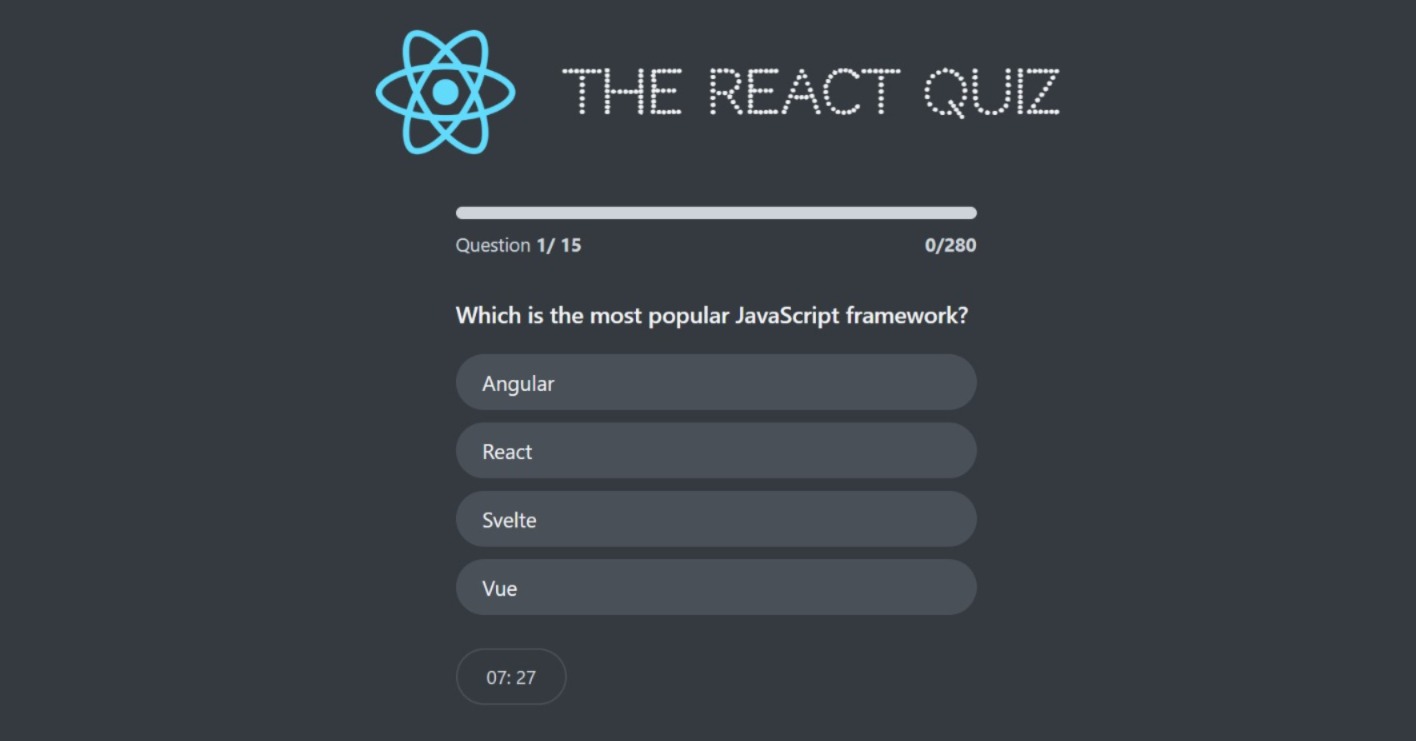 THE REACT QUIZ
Question 1/ 15
0/280
Which is the most popular JavaScript framework?
Angular
React
Svelte
Vue
07: 27